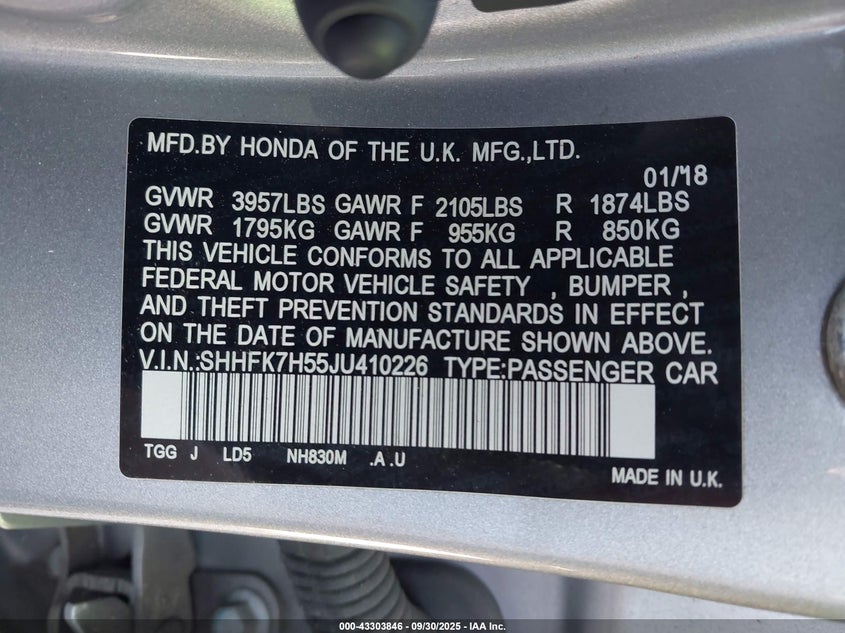 MFD.BY HONDA OF THE U.K. MFG.,LTD.
01/'18
GVWR 3957LBS GAWR F 2105LBS R 1874LBS
GVWR 1795KG GAWR F 955KG R 850KG
THIS VEHICLE CONFORMS TO ALL APPLICABLE
FEDERAL MOTOR VEHICLE SAFETY , BUMPER ,
AND THEFT PREVENTION STANDARDS IN EFFECT
ON THE DATE OF MANUFACTURE SHOWN ABOVE.
V.I.N.:SHHFK7H55JU410226 TYPE:PASSENGER CAR
TGG J LD5 NH830M .A .U
MADE IN U.K.
000-43303846 - 09/30/2025 - IAA Inc.